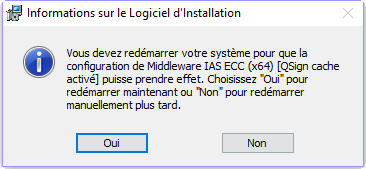 Informations sur le Logiciel d'Installation
Vous devez redémarrer votre système pour que la
configuration de Middleware IAS ECC (x64) [QSign cache
activé] puisse prendre effet. Choisissez "Oui" pour
redémarrer maintenant ou "Non" pour redémarrer
manuellement plus tard.
Oui
Non